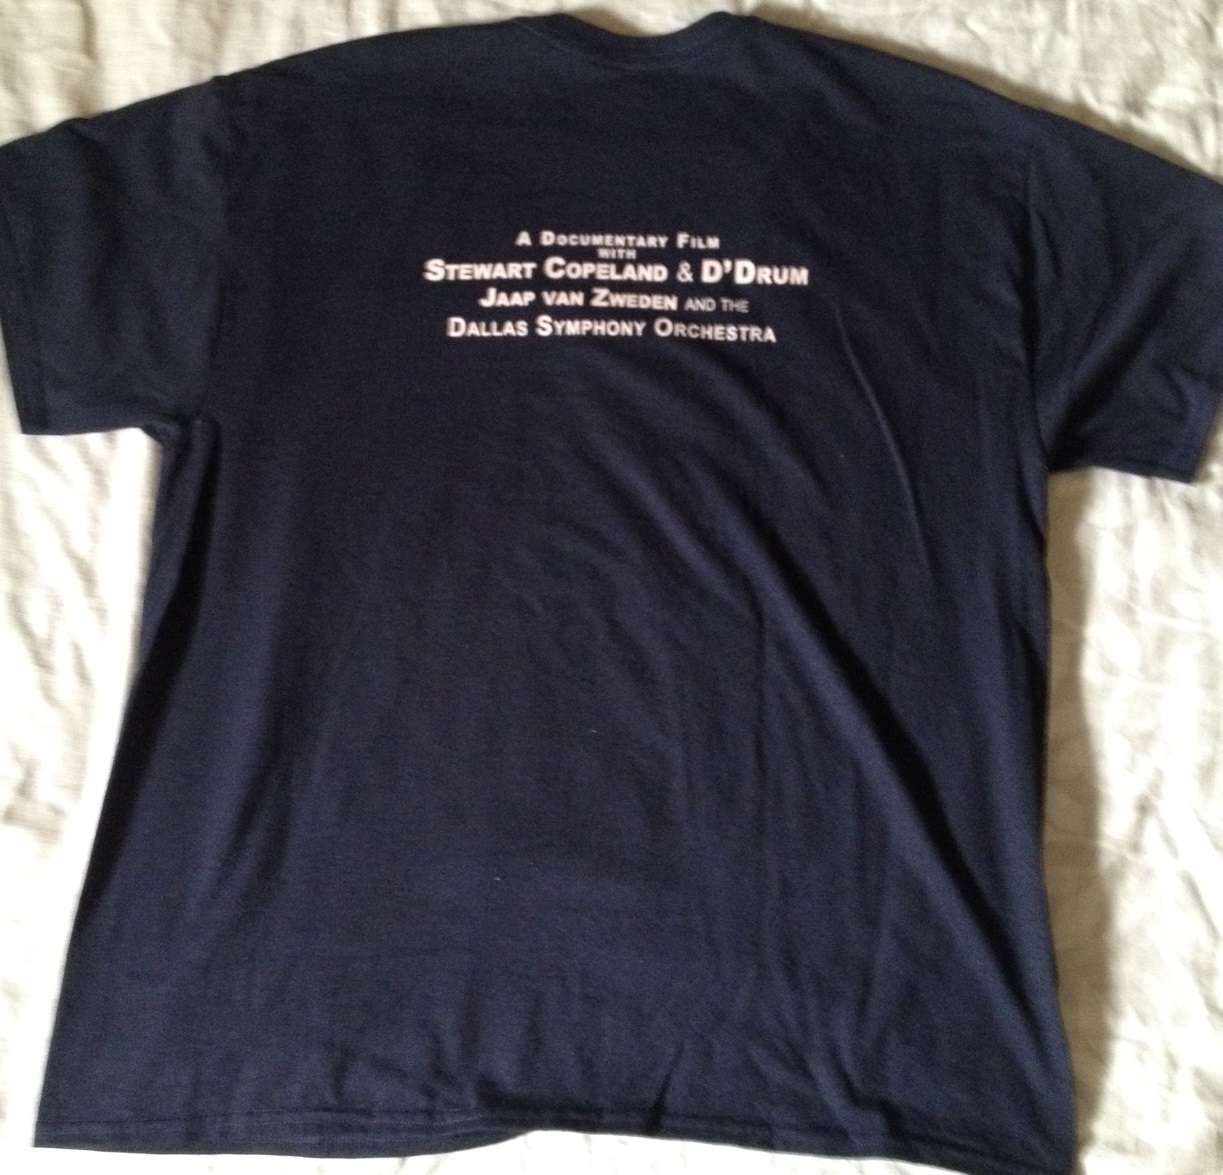 A Documentary Film
with
Stewart Copeland & D'Drum
Jaap van Zweden and the
Dallas Symphony Orchestra